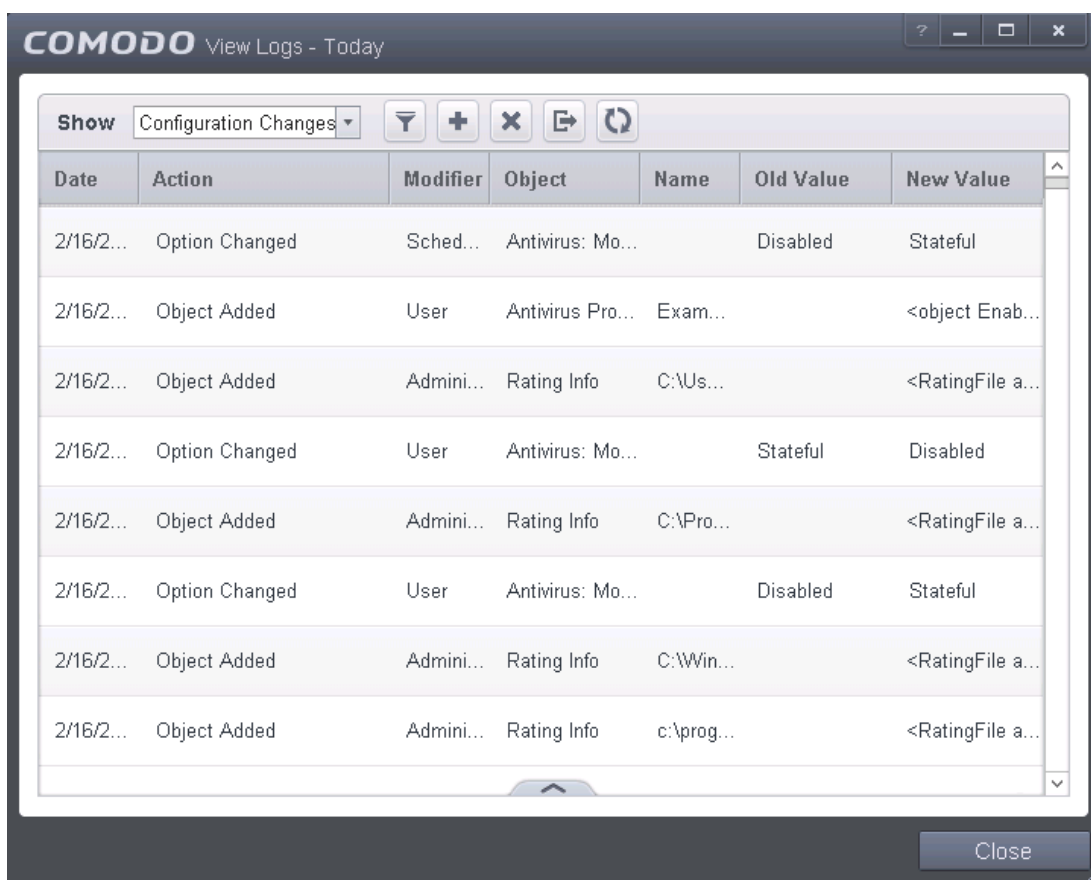 COMODO View Logs - Today
Show Configuration Changes
Date Action Modifier Object Name Old Value New Value
2/16/2... Option Changed Sched... Antivirus: Mo... Disabled Stateful
2/16/2... Object Added User Antivirus Pro... Exam... <object Enab...
2/16/2... Object Added Admini... Rating Info C:\Us... <RatingFile a...
2/16/2... Option Changed User Antivirus: Mo... Stateful Disabled
2/16/2... Object Added Admini... Rating Info C:\Pro... <RatingFile a...
2/16/2... Option Changed User Antivirus: Mo... Disabled Stateful
2/16/2... Object Added Admini... Rating Info C:\Win... <RatingFile a...
2/16/2... Object Added Admini... Rating Info c:\prog... <RatingFile a...
Close